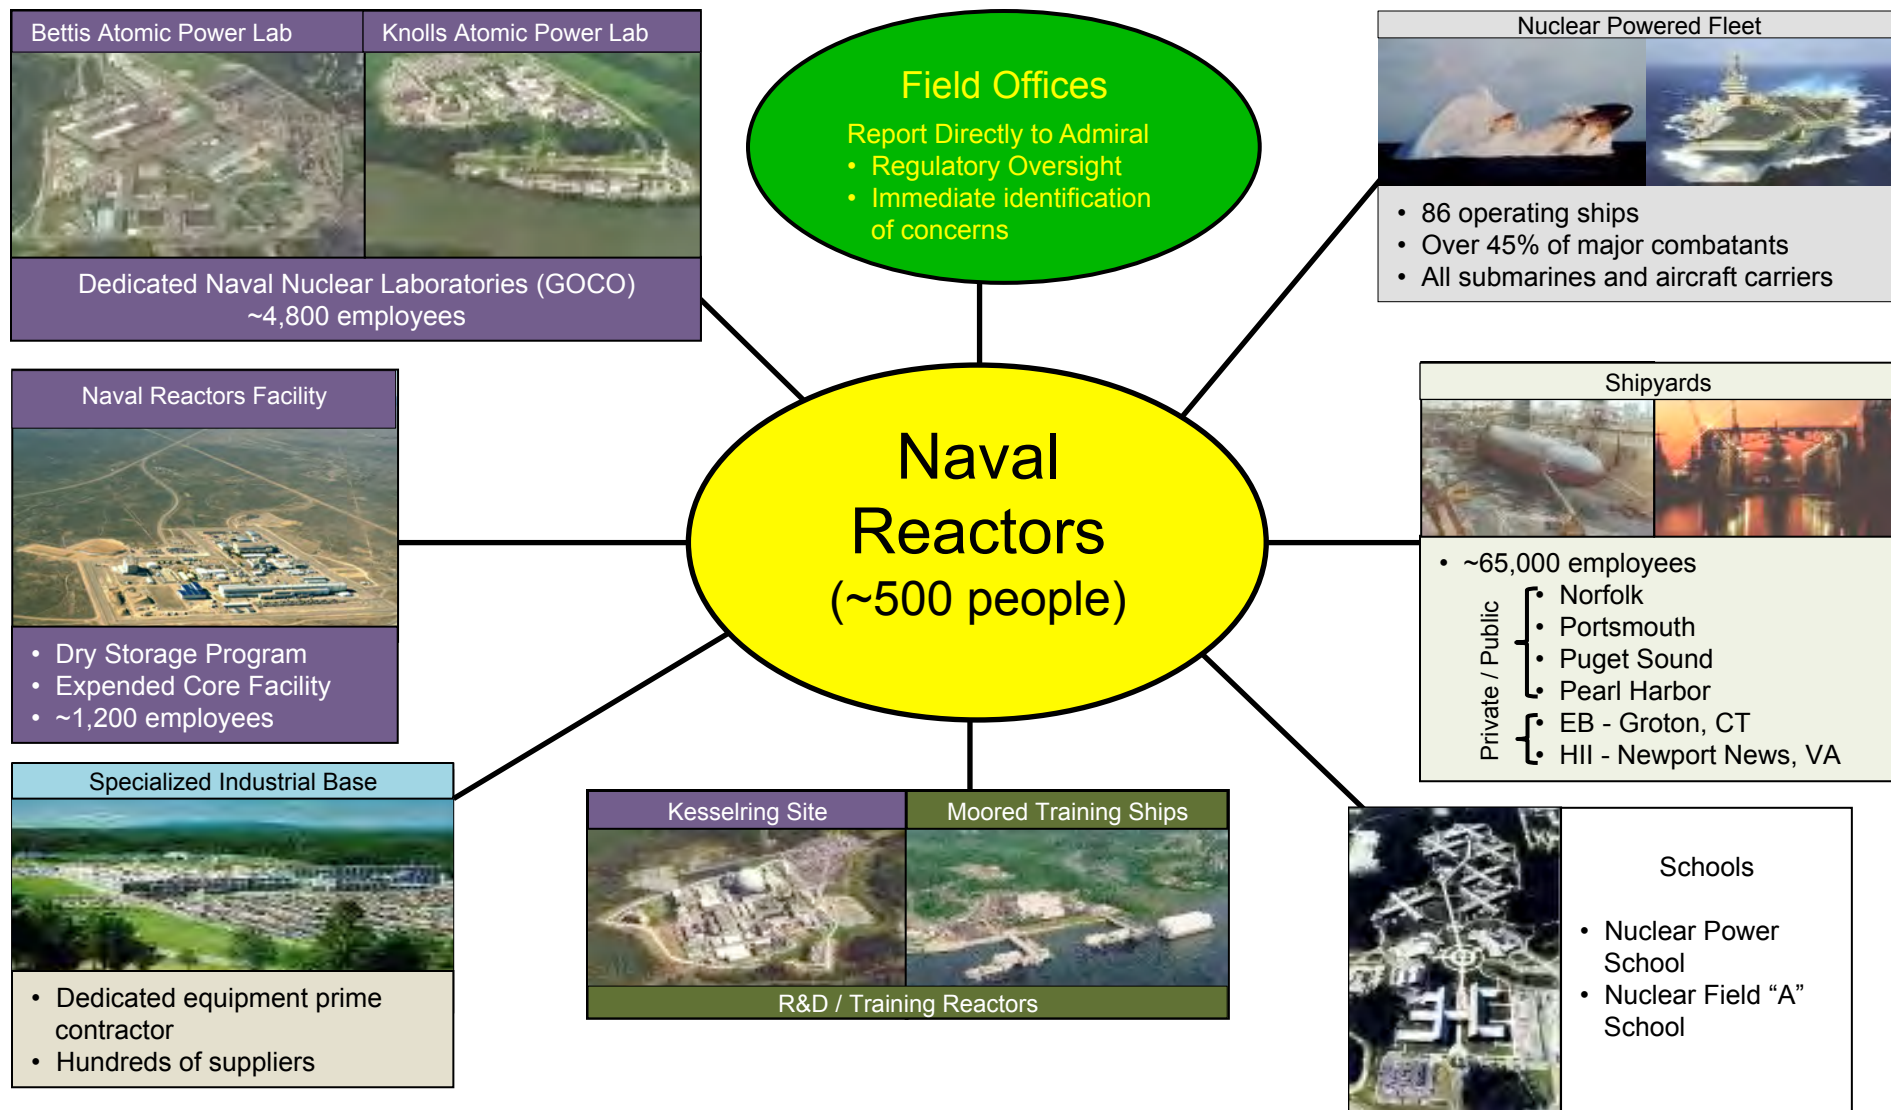 Bettis Atomic Power Lab
Knolls Atomic Power Lab
Dedicated Naval Nuclear Laboratories (GOCO)
~4,800 employees
Field Offices
Report Directly to Admiral
• Regulatory Oversight
• Immediate identification
of concerns
Nuclear Powered Fleet
• 86 operating ships
• Over 45% of major combatants
• All submarines and aircraft carriers
Naval Reactors Facility
• Dry Storage Program
• Expended Core Facility
• ~1,200 employees
Naval
Reactors
(~500 people)
Shipyards
• ~65,000 employees
Private / Public
• Norfolk
• Portsmouth
• Puget Sound
• Pearl Harbor
• EB - Groton, CT
• HII - Newport News, VA
Specialized Industrial Base
• Dedicated equipment prime
contractor
• Hundreds of suppliers
Kesselring Site
Moored Training Ships
R&D / Training Reactors
Schools
• Nuclear Power
School
• Nuclear Field “A”
School